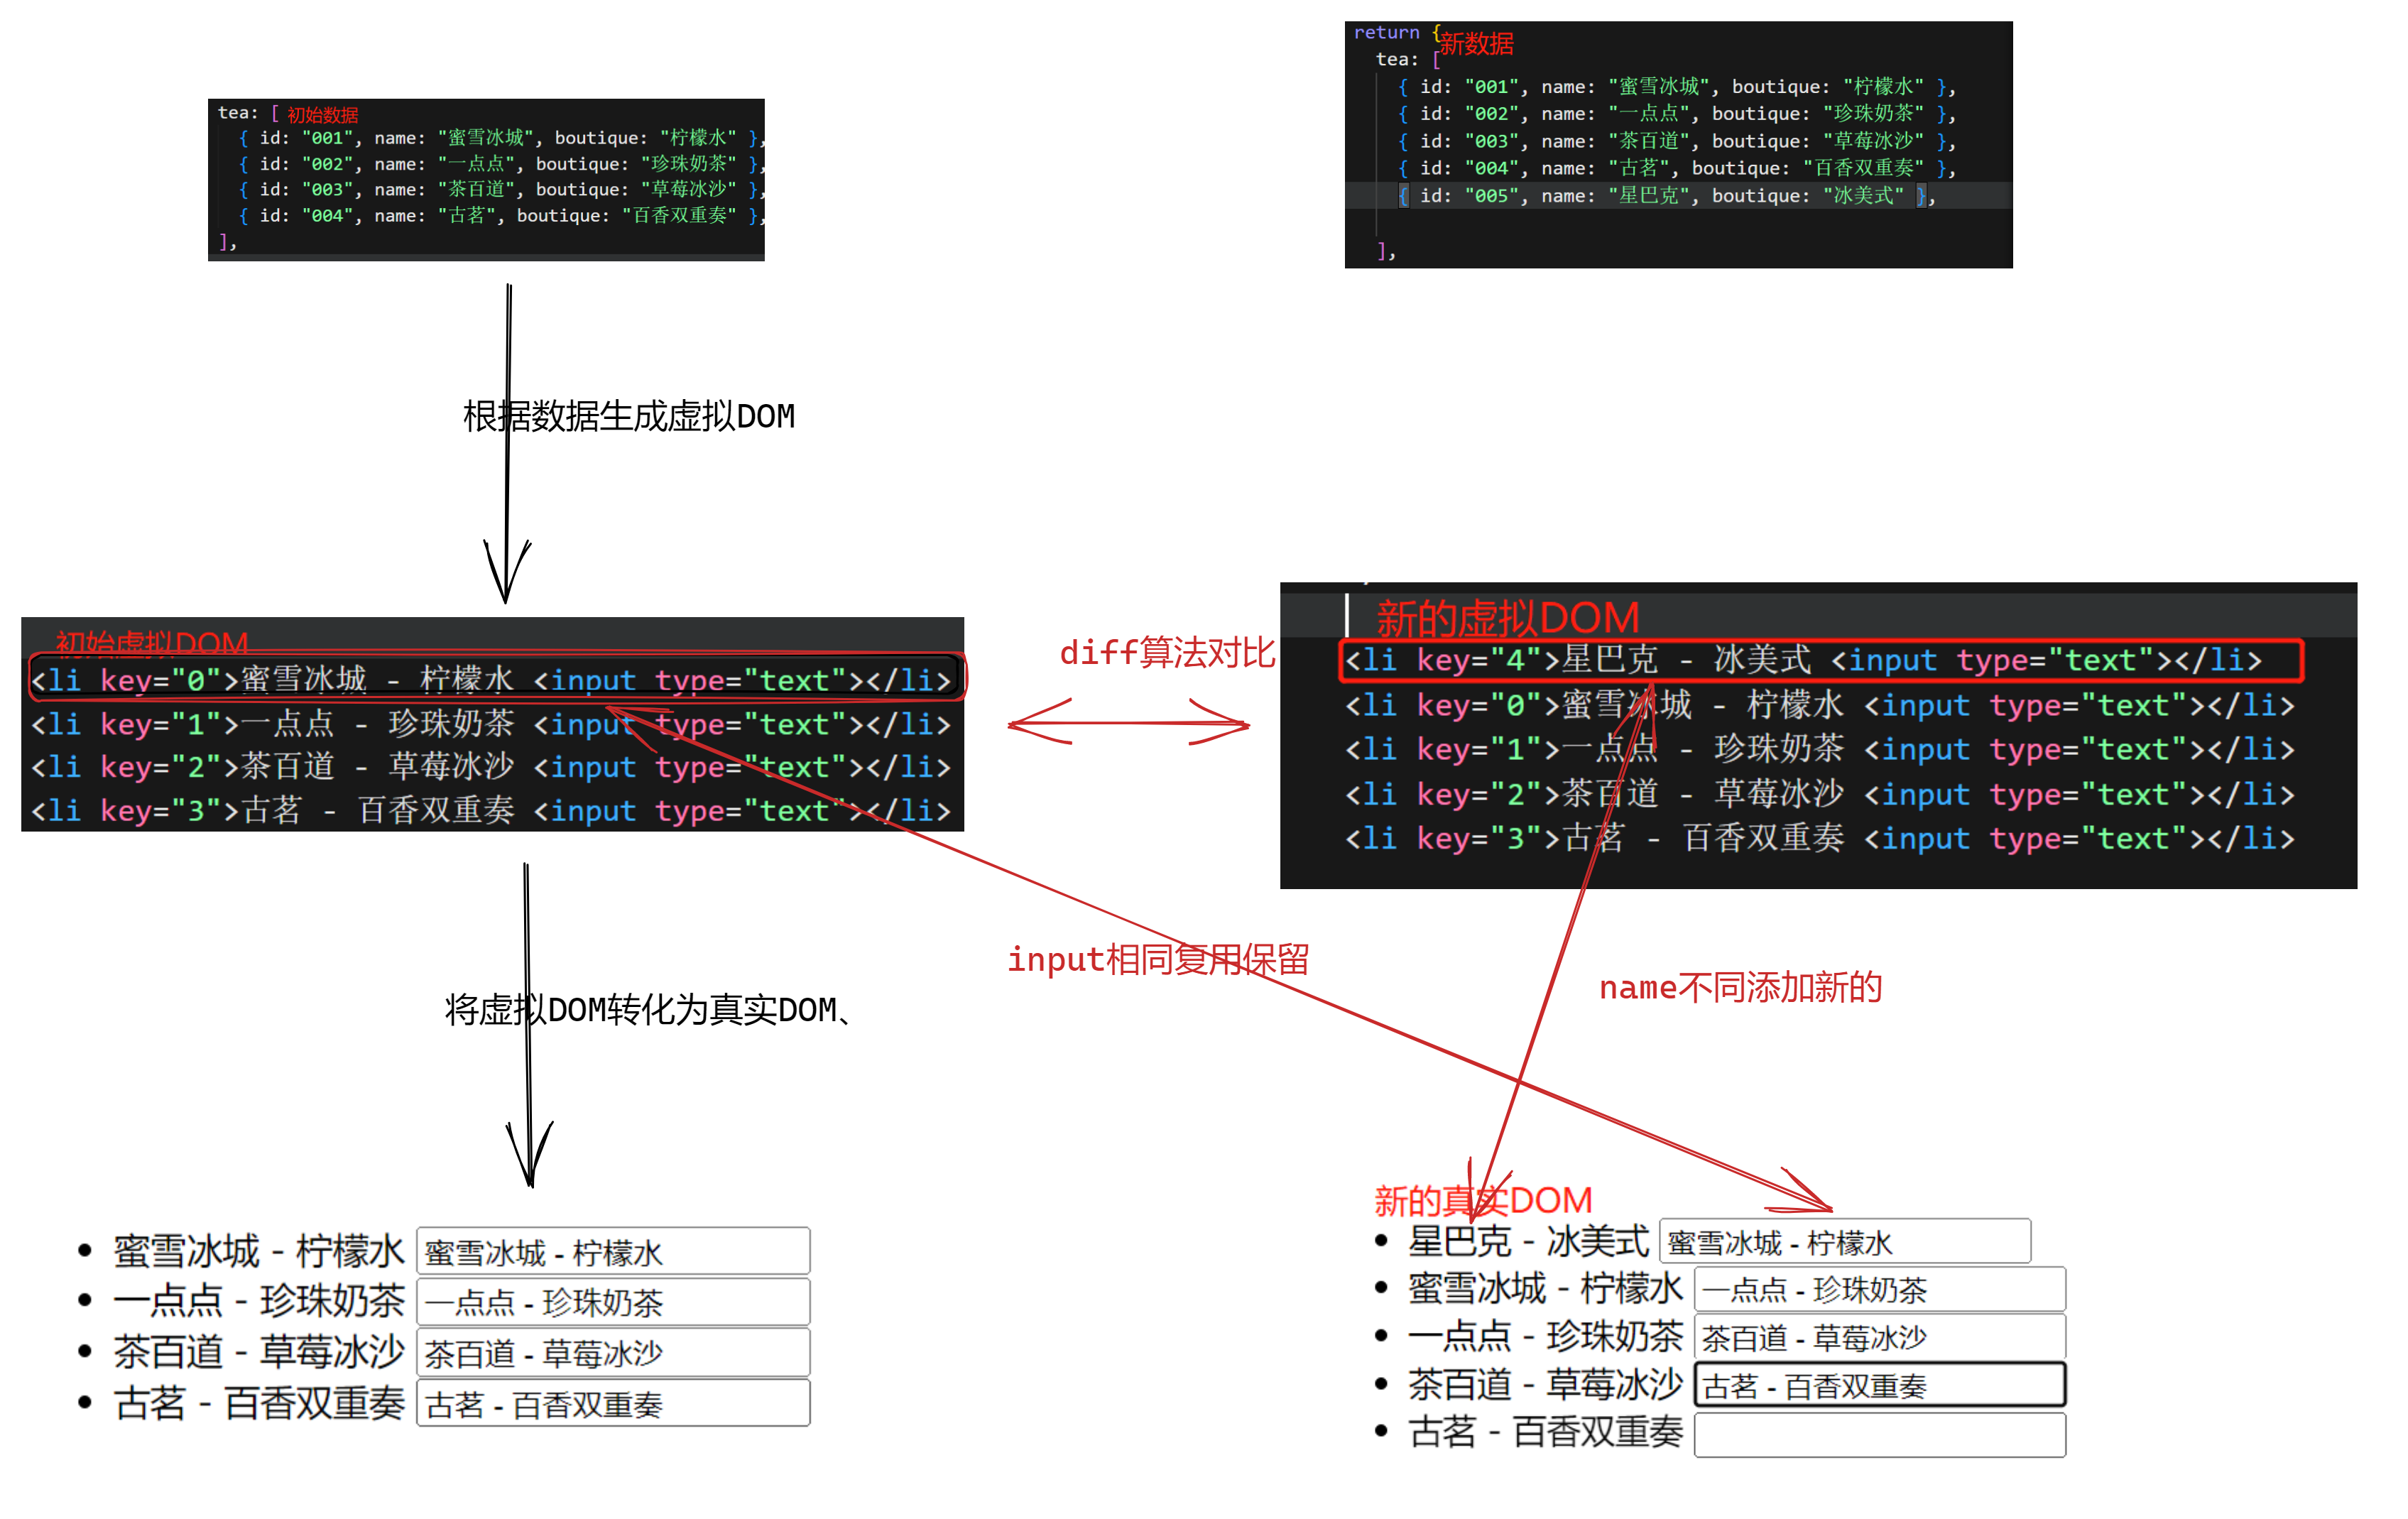 tea: [ 初始数据
{ id: "001", name: "蜜雪冰城", boutique: "柠檬水" },
{ id: "002", name: "一点点", boutique: "珍珠奶茶" },
{ id: "003", name: "茶百道", boutique: "草莓冰沙" },
{ id: "004", name: "古茗", boutique: "百香双重奏" },
],
return {
新数据
tea: [
{ id: "001", name: "蜜雪冰城", boutique: "柠檬水" },
{ id: "002", name: "一点点", boutique: "珍珠奶茶" },
{ id: "003", name: "茶百道", boutique: "草莓冰沙" },
{ id: "004", name: "古茗", boutique: "百香双重奏" },
{ id: "005", name: "星巴克", boutique: "冰美式" },
],
根据数据生成虚拟DOM
初始虚拟DOM
<li key="0">蜜雪冰城 - 柠檬水 <input type="text"></li>
<li key="1">一点点 - 珍珠奶茶 <input type="text"></li>
<li key="2">茶百道 - 草莓冰沙 <input type="text"></li>
<li key="3">古茗 - 百香双重奏 <input type="text"></li>
diff算法对比
新的虚拟DOM
<li key="4">星巴克 - 冰美式 <input type="text"></li>
<li key="0">蜜雪冰城 - 柠檬水 <input type="text"></li>
<li key="1">一点点 - 珍珠奶茶 <input type="text"></li>
<li key="2">茶百道 - 草莓冰沙 <input type="text"></li>
<li key="3">古茗 - 百香双重奏 <input type="text"></li>
input相同复用保留
name不同添加新的
将虚拟DOM转化为真实DOM、
蜜雪冰城 - 柠檬水 蜜雪冰城 - 柠檬水
一点点 - 珍珠奶茶 一点点 - 珍珠奶茶
茶百道 - 草莓冰沙 茶百道 - 草莓冰沙
古茗 - 百香双重奏 古茗 - 百香双重奏
新的真实DOM
星巴克 - 冰美式 蜜雪冰城 - 柠檬水
蜜雪冰城 - 柠檬水 一点点 - 珍珠奶茶
一点点 - 珍珠奶茶 茶百道 - 草莓冰沙
茶百道 - 草莓冰沙 古茗 - 百香双重奏
古茗 - 百香双重奏